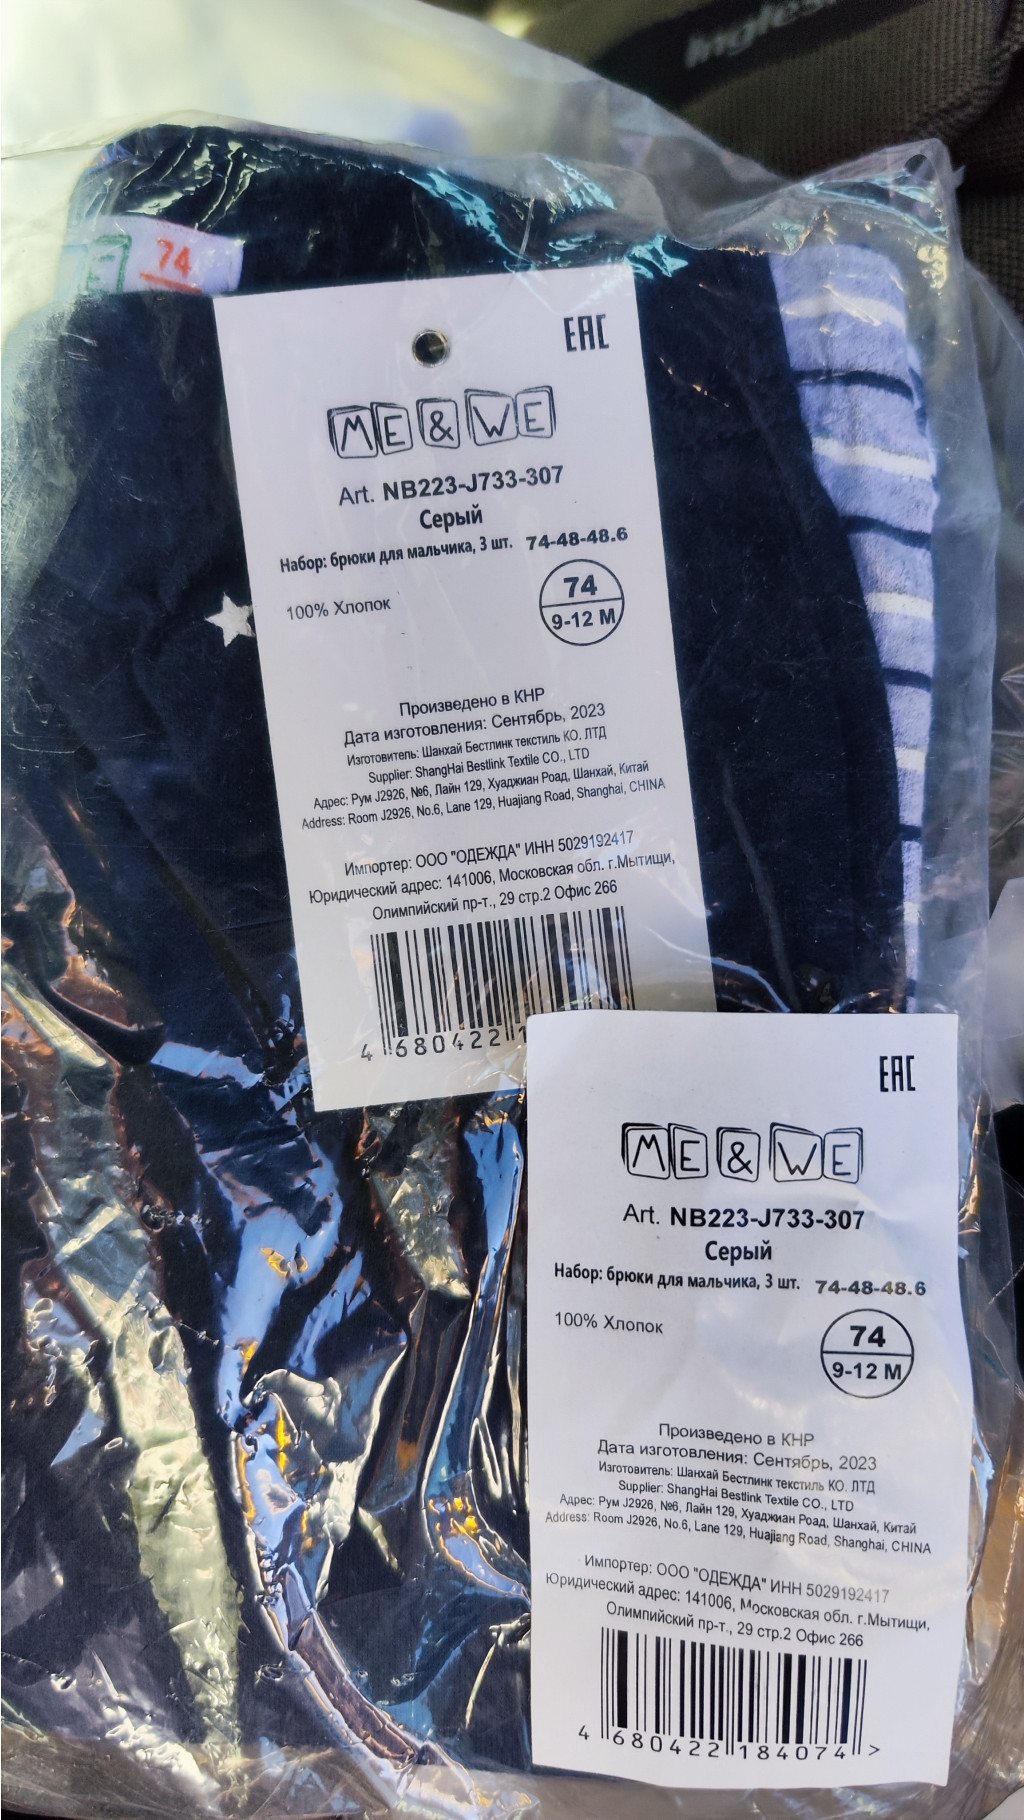 Inglesi
74
EAC
ME&WE
Art. NB223-J733-307
Серый
Набор: брюки для мальчика, 3 шт. 74-48-48.6
100% Хлопок
74
9-12 М
Произведено в КНР
Дата изготовления: Сентябрь, 2023
Изготовитель: Шанхай Бестлинк текстиль КО. ЛТД
Supplier: ShangHai Bestlink Textile CO., LTD
Адрес: Рум J2926, №6, Лайн 129, Хуаджиан Роад, Шанхай, Китай
Address: Room J2926, No.6, Lane 129, Huajiang Road, Shanghai, CHINA
Импортер: ООО "ОДЕЖДА" ИНН 5029192417
Юридический адрес: 141006, Московская обл. г.Мытищи,
Олимпийский пр-т., 29 стр.2 Офис 266
4 680422 1
EAC
ME&WE
Art. NB223-J733-307
Серый
Набор: брюки для мальчика, 3 шт. 74-48-48.6
100% Хлопок
74
9-12 М
Произведено в КНР
Дата изготовления: Сентябрь, 2023
Изготовитель: Шанхай Бестлинк текстиль КО. ЛТД
Supplier: ShangHai Bestlink Textile CO., LTD
Адрес: Рум J2926, №6, Лайн 129, Хуаджиан Роад, Шанхай, Китай
Address: Room J2926, No.6, Lane 129, Huajiang Road, Shanghai, CHINA
Импортер: ООО "ОДЕЖДА" ИНН 5029192417
Юридический адрес: 141006, Московская обл. г.Мытищи,
Олимпийский пр-т., 29 стр.2 Офис 266
4 680422 184074 >